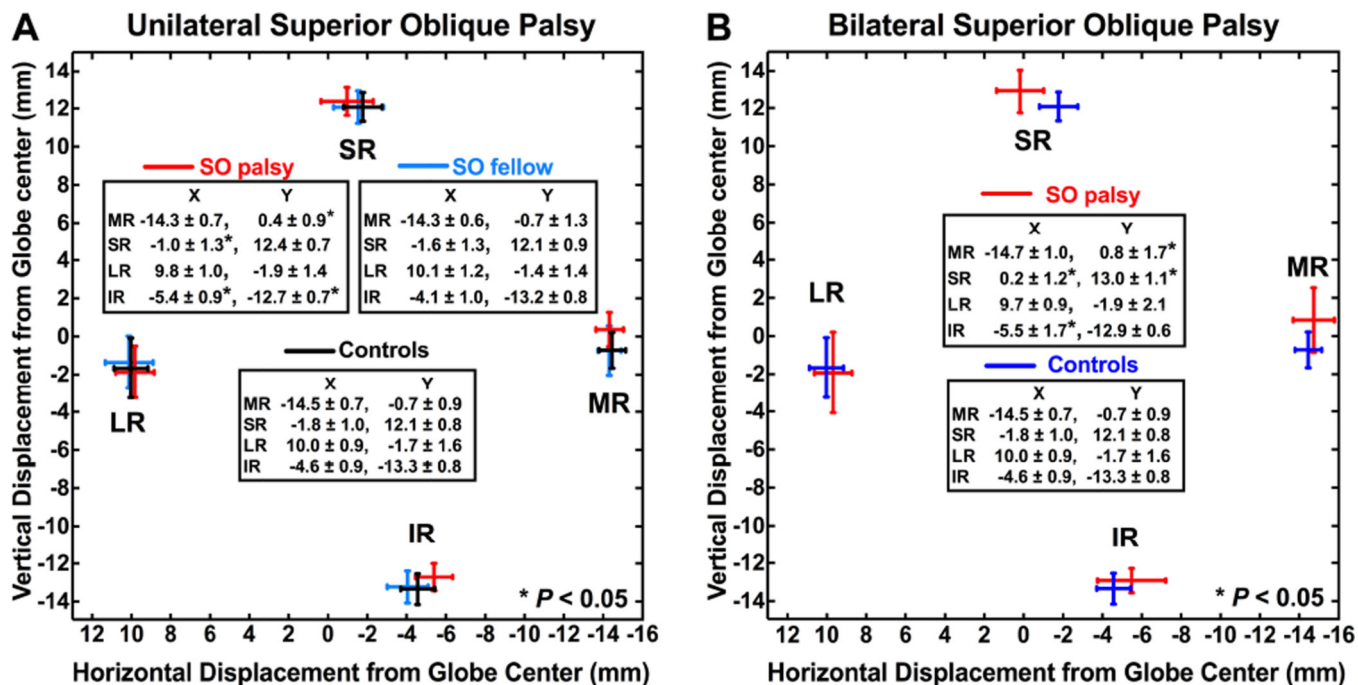 A Unilateral Superior Oblique Palsy
Vertical Displacement from Globe center (mm)
14
12
10
8
6
4
2
0
-2
-4
-6
-8
-10
-12
-14
SR
SO palsy
X Y
MR -14.3 ± 0.7, 0.4 ± 0.9*
SR -1.0 ± 1.3*, 12.4 ± 0.7
LR 9.8 ± 1.0, -1.9 ± 1.4
IR -5.4 ± 0.9*, -12.7 ± 0.7*
SO fellow
X Y
MR -14.3 ± 0.6, -0.7 ± 1.3
SR -1.6 ± 1.3, 12.1 ± 0.9
LR 10.1 ± 1.2, -1.4 ± 1.4
IR -4.1 ± 1.0, -13.2 ± 0.8
Controls
X Y
MR -14.5 ± 0.7, -0.7 ± 0.9
SR -1.8 ± 1.0, 12.1 ± 0.8
LR 10.0 ± 0.9, -1.7 ± 1.6
IR -4.6 ± 0.9, -13.3 ± 0.8
LR
MR
IR
* P < 0.05
12 10 8 6 4 2 0 -2 -4 -6 -8 -10 -12 -14 -16
Horizontal Displacement from Globe Center (mm)
B Bilateral Superior Oblique Palsy
Vertical Displacement from Globe center (mm)
14
12
10
8
6
4
2
0
-2
-4
-6
-8
-10
-12
-14
SR
SO palsy
X Y
MR -14.7 ± 1.0, 0.8 ± 1.7*
SR 0.2 ± 1.2*, 13.0 ± 1.1*
LR 9.7 ± 0.9, -1.9 ± 2.1
IR -5.5 ± 1.7*, -12.9 ± 0.6
LR
MR
Controls
X Y
MR -14.5 ± 0.7, -0.7 ± 0.9
SR -1.8 ± 1.0, 12.1 ± 0.8
LR 10.0 ± 0.9, -1.7 ± 1.6
IR -4.6 ± 0.9, -13.3 ± 0.8
IR
* P < 0.05
12 10 8 6 4 2 0 -2 -4 -6 -8 -10 -12 -14 -16
Horizontal Displacement from Globe Center (mm)